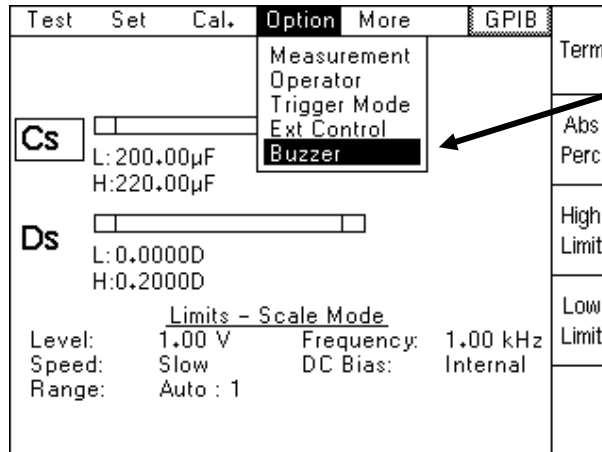 Test Set Cal. Option More GPIB
Measurement
Operator
Trigger Mode
Ext Control
Buzzer
Cs
L:200.00µF
H:220.00µF
Ds
L:0.0000D
H:0.2000D
Limits – Scale Mode
Level: 1.00 V Frequency: 1.00 kHz
Speed: Slow DC Bias: Internal
Range: Auto : 1
Term
Abs
Perc
High
Limit
Low
Limit